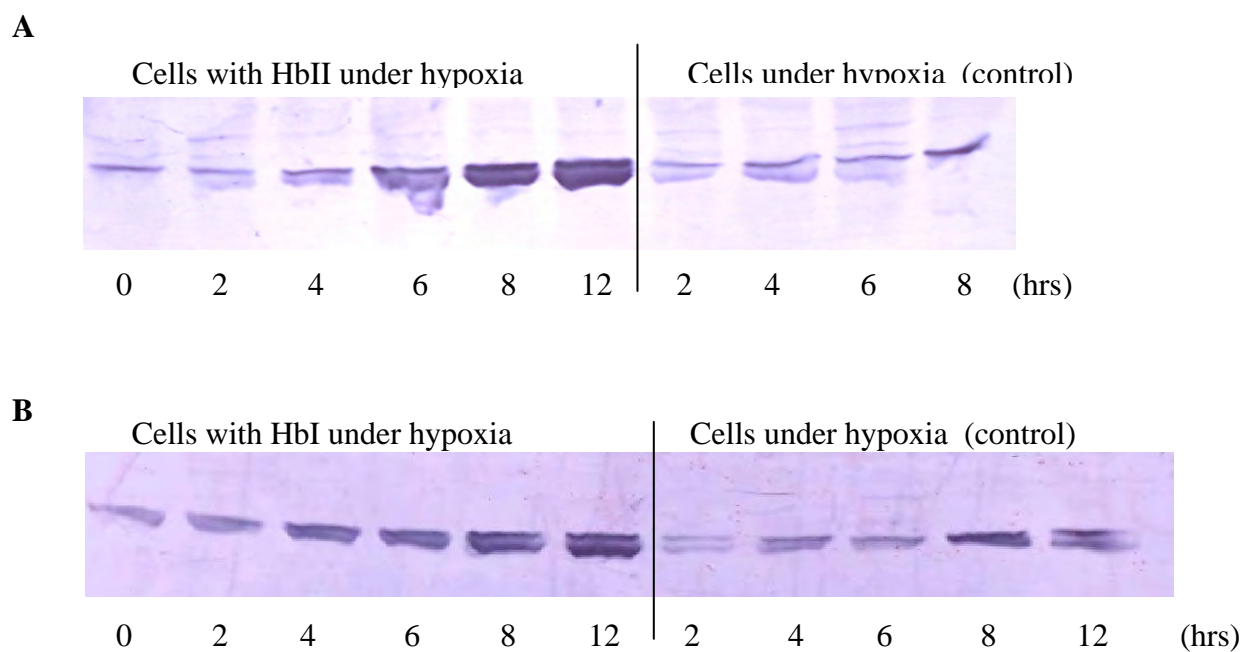 A
Cells with HbII under hypoxia
Cells under hypoxia (control)
0 2 4 6 8 12 2 4 6 8 (hrs)
B
Cells with HbI under hypoxia
Cells under hypoxia (control)
0 2 4 6 8 12 2 4 6 8 12 (hrs)